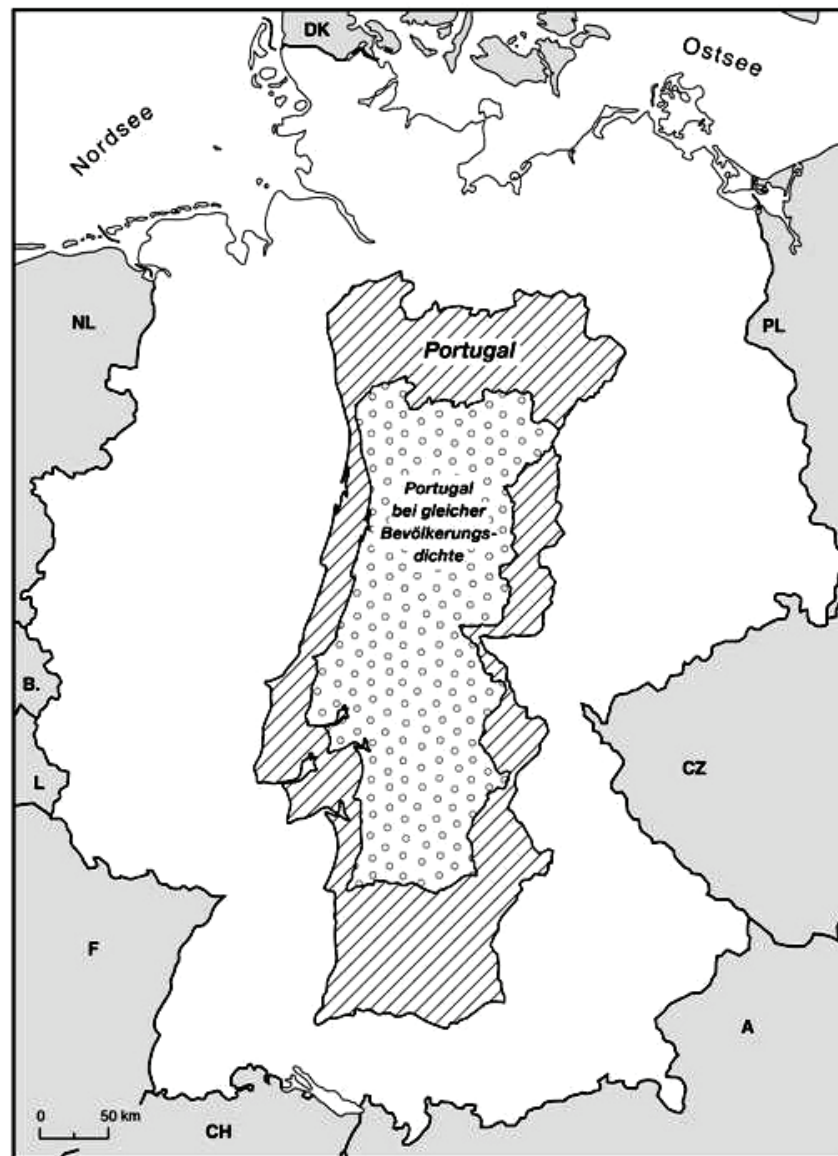 DK
Ostsee
Nordsee
NL
PL
Portugal
Portugal
bei gleicher
Bevölkerungs-
dichte
B.
L
CZ
F
A
0 50 km
CH